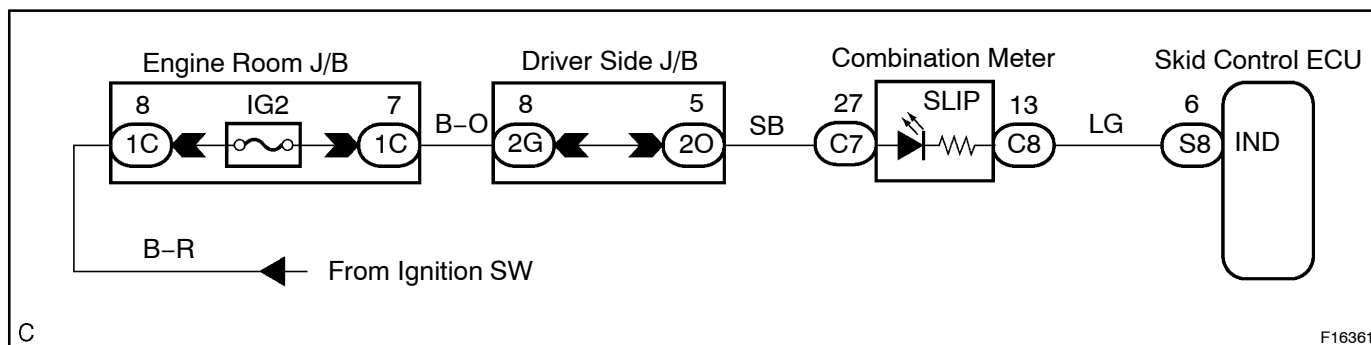 Engine Room J/B
Driver Side J/B
Combination Meter
Skid Control ECU
8
IG2
7
8
5
27
SLIP
13
6
1C
1C
B−O
2G
2O
SB
C7
C8
LG
S8
IND
B−R
From Ignition SW
C
F16361